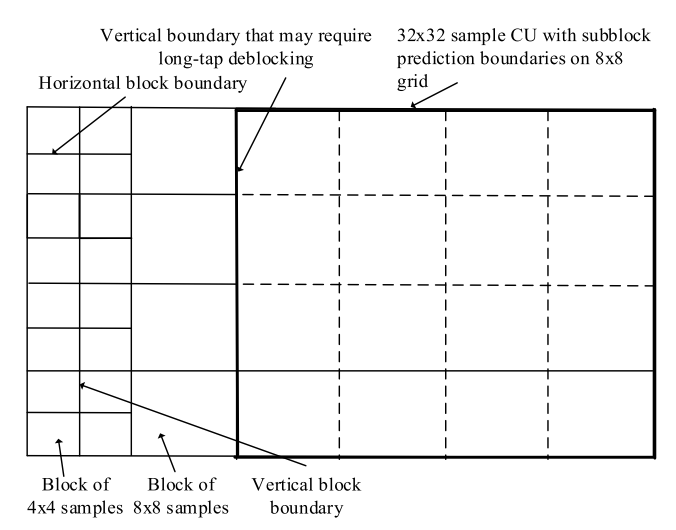 Vertical boundary that may require
long-tap deblocking
32x32 sample CU with subblock
prediction boundaries on 8x8
grid
Horizontal block boundary
Block of
4x4 samples
Block of
8x8 samples
Vertical block
boundary